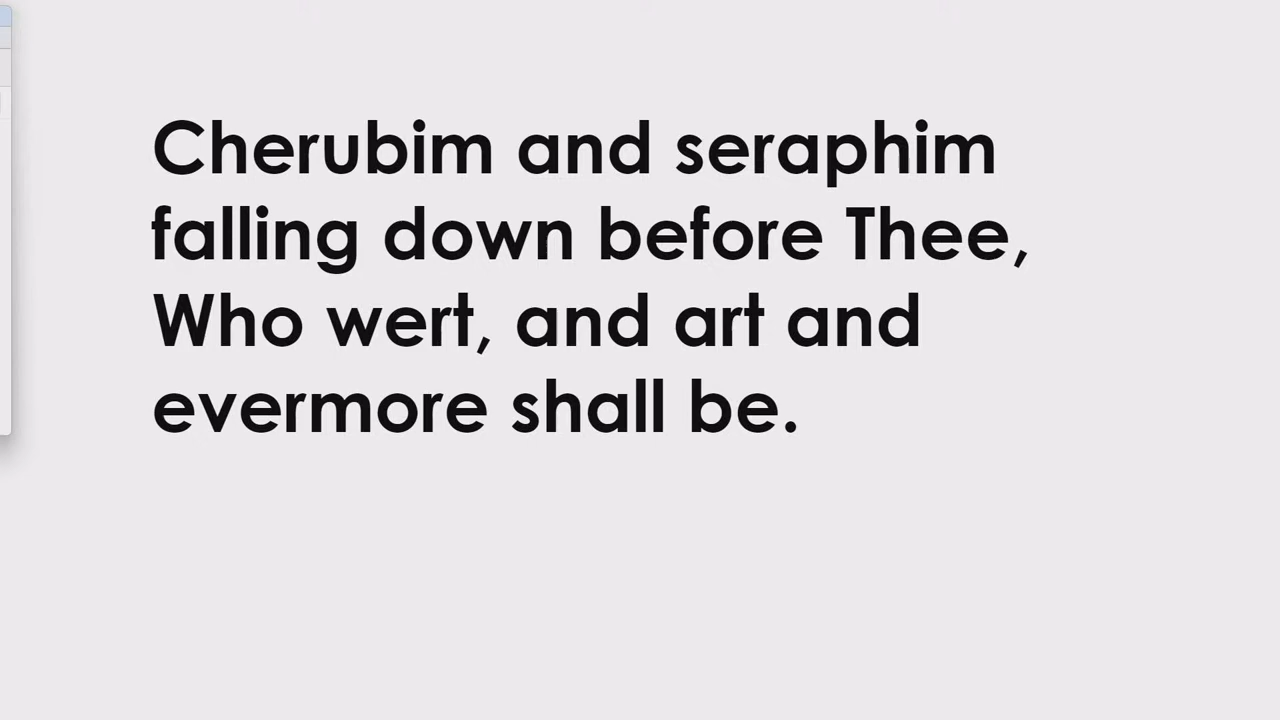 Cherubim and seraphim
falling down before Thee,
Who wert, and art and
evermore shall be.